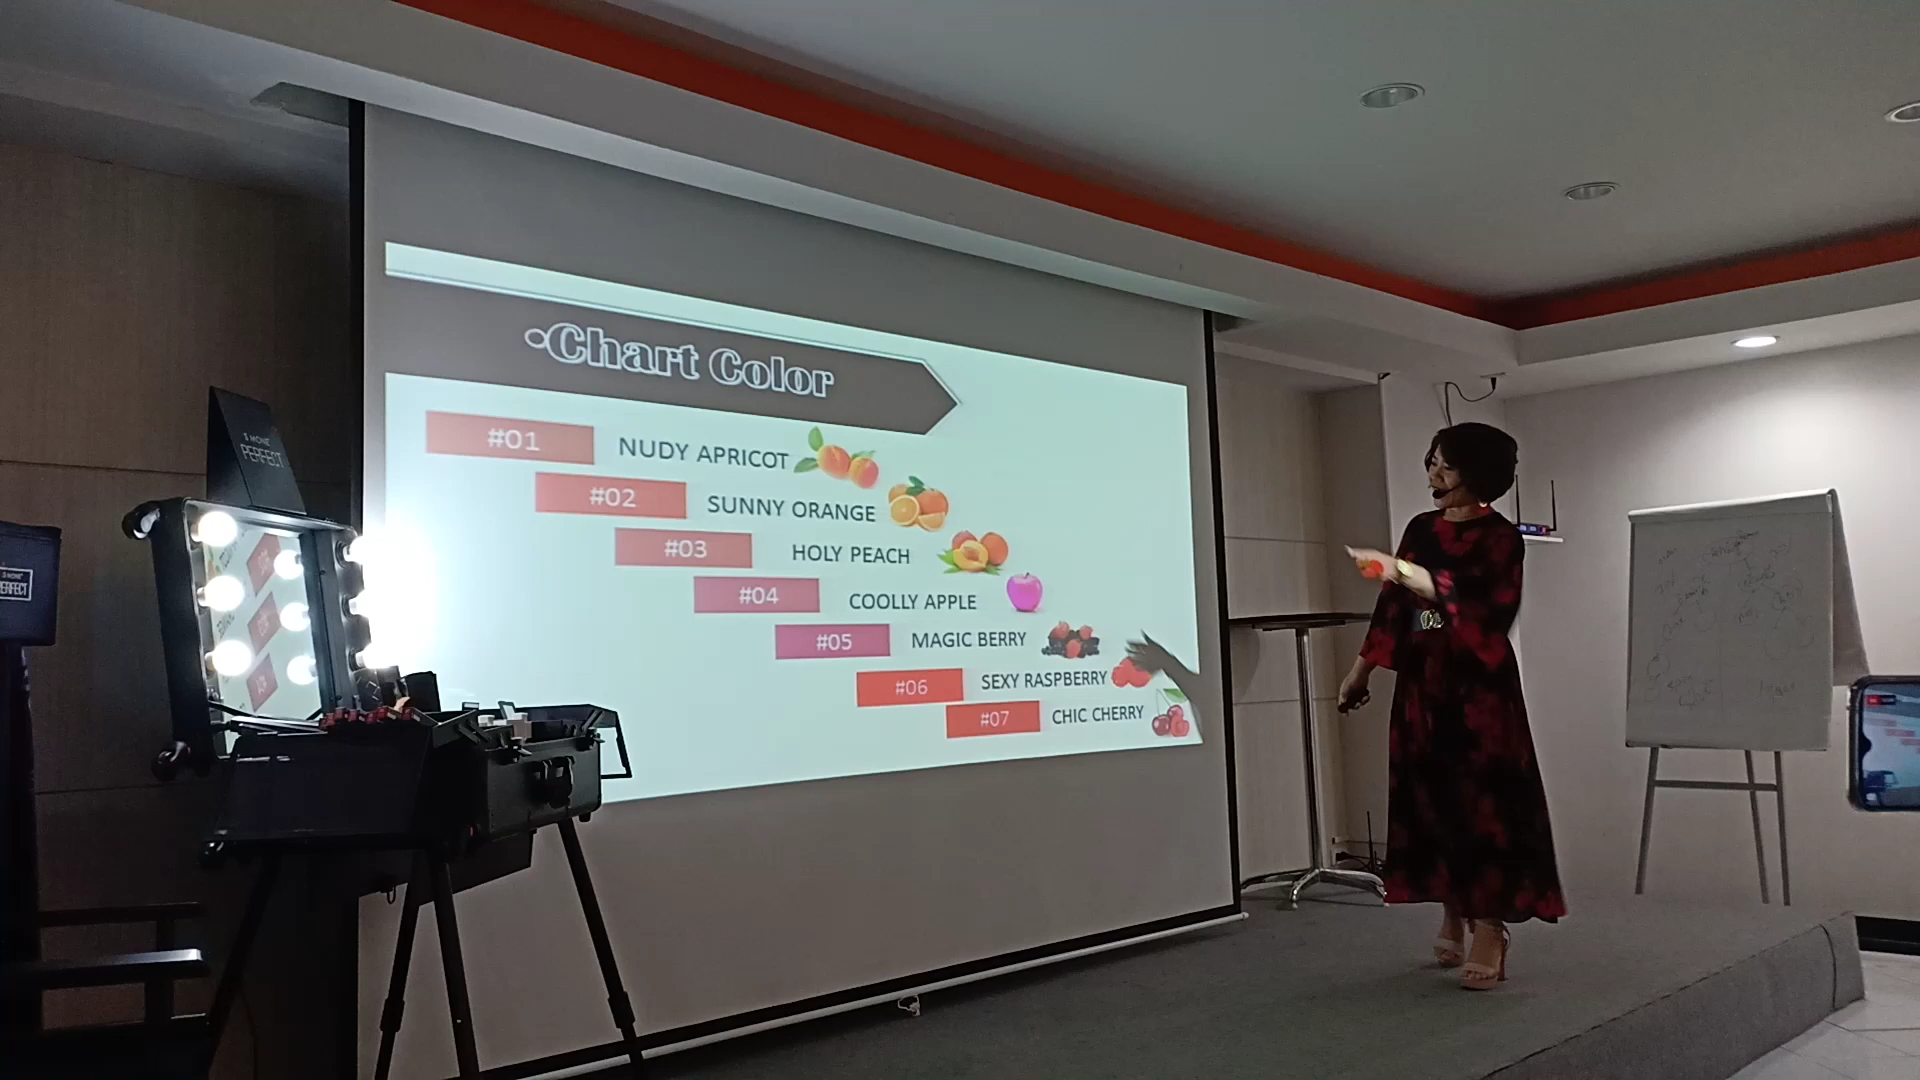 •Chart Color
#01 NUDY APRICOT
#02 SUNNY ORANGE
#03 HOLY PEACH
#04 COOLLY APPLE
#05 MAGIC BERRY
#06 SEXY RASPBERRY
#07 CHIC CHERRY
PERFECT
PERFECT